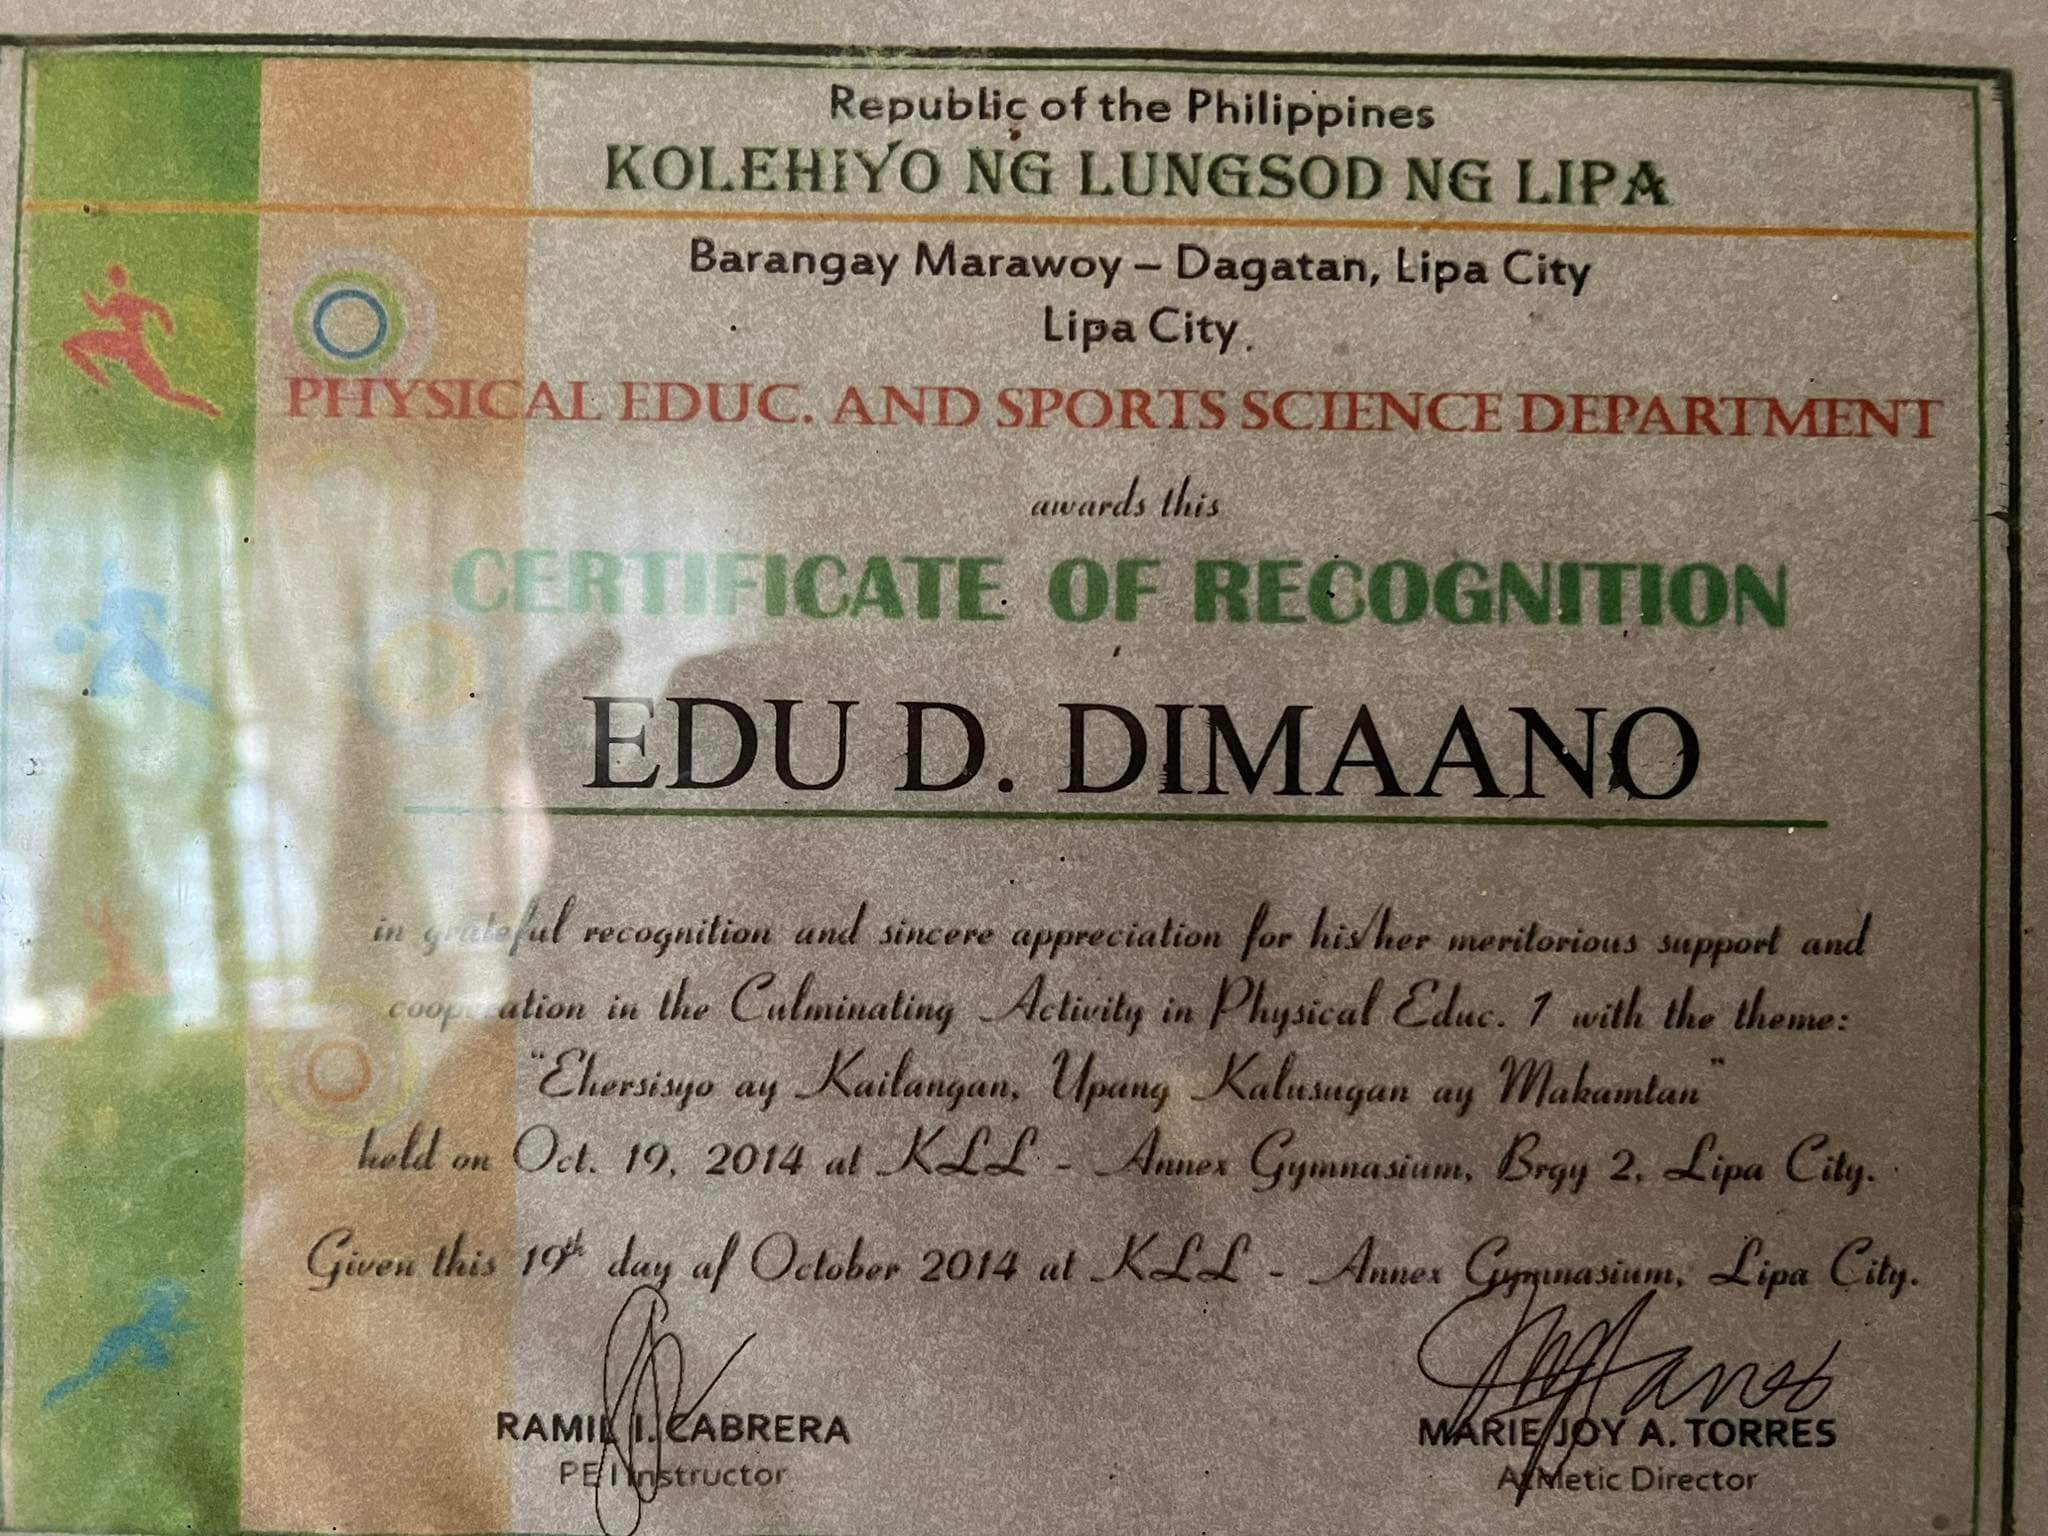 Republic of the Philippines
KOLEHIYO NG LUNGSOD NG LIPA
Barangay Marawoy – Dagatan, Lipa City
Lipa City
PHYSICAL EDUC. AND SPORTS SCIENCE DEPARTMENT
awards this
CERTIFICATE OF RECOGNITION
EDU D. DIMAANO
in grateful recognition and sincere appreciation for his/her meritorious support and
cooperation in the Culminating Activity in Physical Educ. 1 with the theme:
"Ehersisyo ay Kailangan, Upang Kalusugan ay Makamtan"
held on Oct. 19, 2014 at KLL - Annex Gymnasium, Brgy 2, Lipa City.
Given this 19th day of October 2014 at KLL - Annex Gymnasium, Lipa City.
RAMIL I. CABRERA MARIE JOY A. TORRES
PE I Instructor Athletic Director